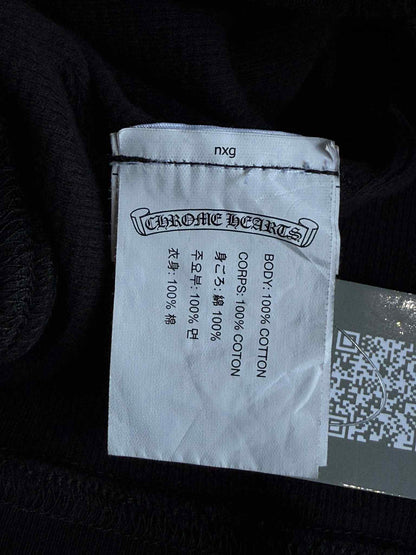 nxg
CHROME HEARTS
BODY: 100% COTTON
CORPS: 100% COTON
身ごろ: 綿 100%
주요부: 100% 면
衣身: 100% 棉